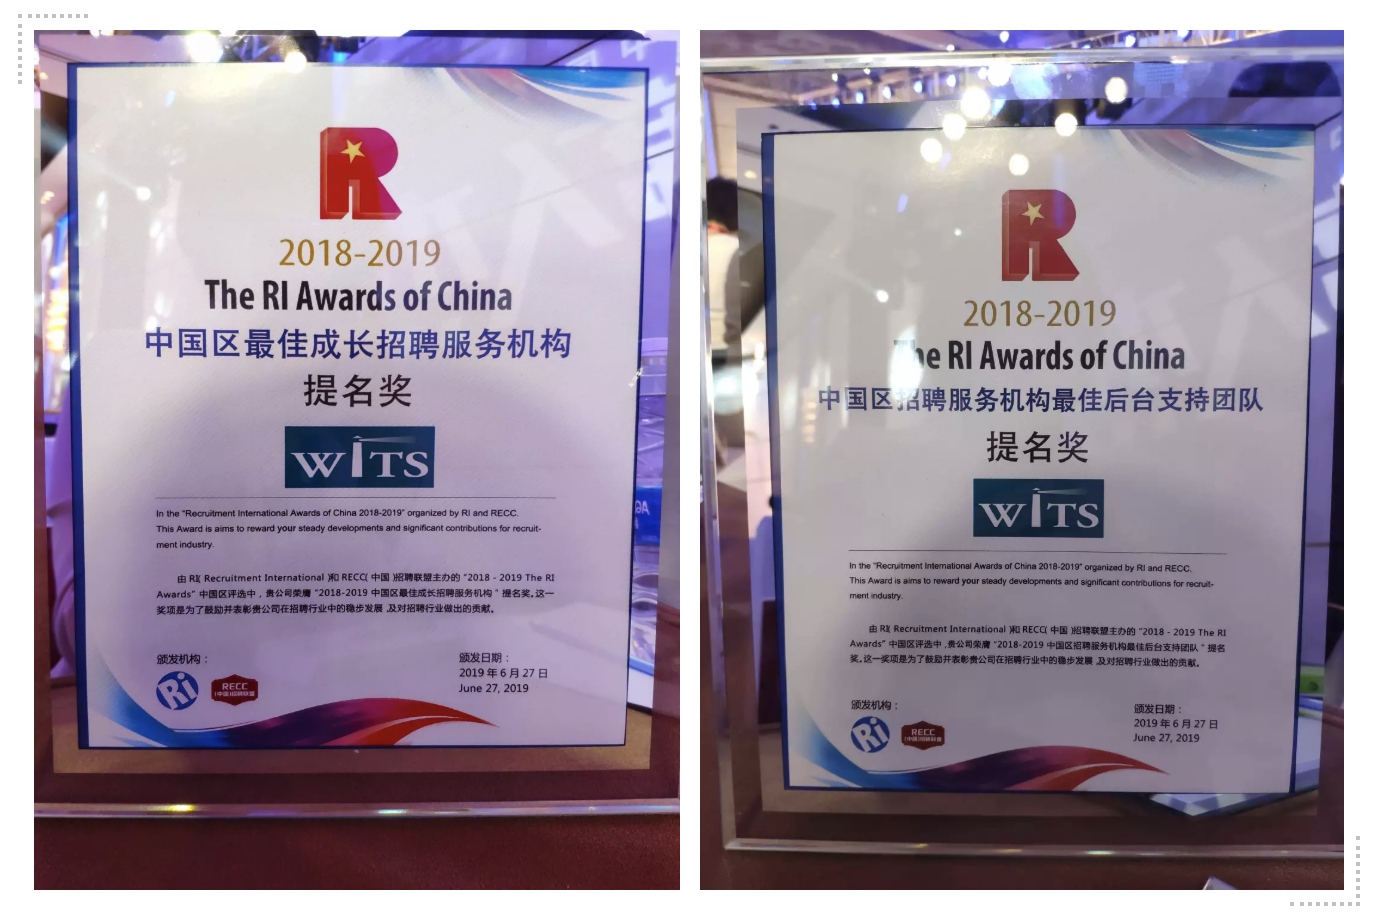 2018-2019
The RI Awards of China
中国区最佳成长招聘服务机构
提名奖
WiTS
In the "Recruitment International Awards of China 2018-2019" organized by RI and RECC.
This Award is aims to reward your steady developments and significant contributions for recruit-
ment industry.
由 RI( Recruitment International )和 RECC( 中国 )招聘联盟主办的 "2018 - 2019 The RI
Awards" 中国区评选中 , 贵公司荣膺 "2018-2019 中国区最佳成长招聘服务机构 " 提名奖。这一
奖项是为了鼓励并表彰贵公司在招聘行业中的稳步发展 ,及对招聘行业做出的贡献。
颁发机构 :
Ri
RECC
(中国)招聘联盟
颁发日期 :
2019 年 6 月 27 日
June 27, 2019
2018-2019
The RI Awards of China
中国区招聘服务机构最佳后台支持团队
提名奖
WiTS
In the "Recruitment International Awards of China 2018-2019" organized by RI and RECC.
This Award is aims to reward your steady developments and significant contributions for recruit-
ment industry.
由 RI( Recruitment International )和 RECC( 中国 )招聘联盟主办的 "2018 - 2019 The RI
Awards" 中国区评选中 , 贵公司荣膺 "2018-2019 中国区招聘服务机构最佳后台支持团队 " 提名
奖。这一奖项是为了鼓励并表彰贵公司在招聘行业中的稳步发展 ,及对招聘行业做出的贡献。
颁发机构 :
Ri
RECC
(中国)招聘联盟
颁发日期 :
2019 年 6 月 27 日
June 27, 2019